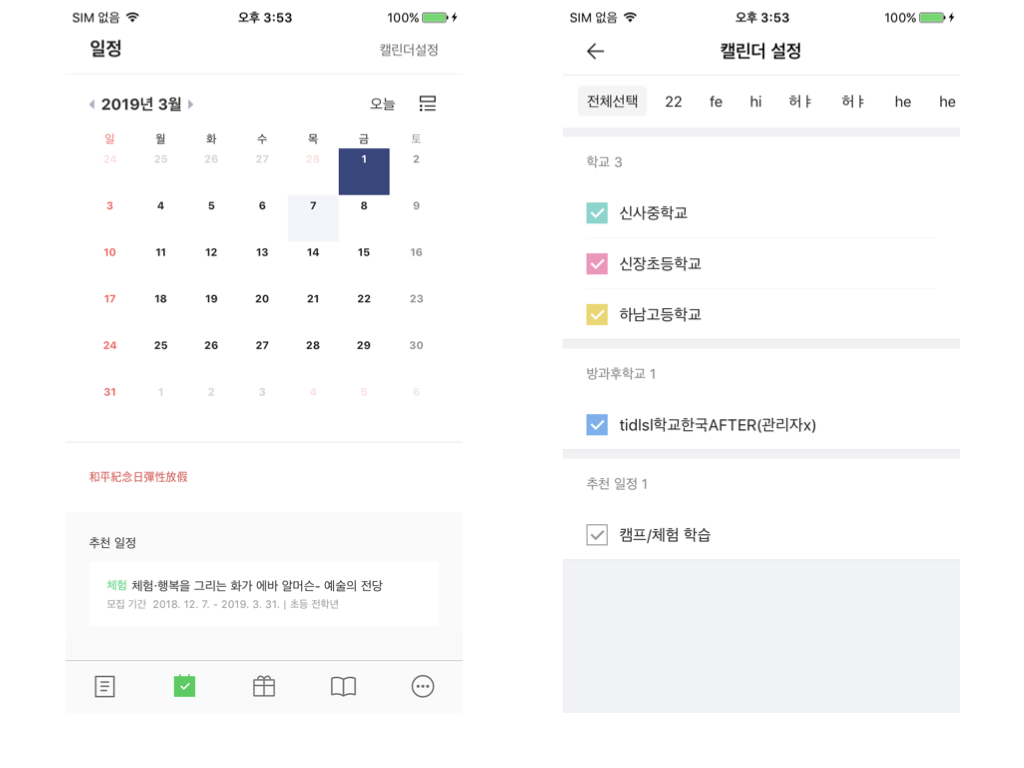 SIM 없음 오후 3:53 100%
일정 캘린더설정
2019년 3월 오늘
일 월 화 수 목 금 토
24 25 26 27 28 1 2
3 4 5 6 7 8 9
10 11 12 13 14 15 16
17 18 19 20 21 22 23
24 25 26 27 28 29 30
31 1 2 3 4 5 6
和平紀念日彈性放假
추천 일정
체험 체험·행복을 그리는 화가 에바 알머슨- 예술의 전당
모집 기간 2018. 12. 7. - 2019. 3. 31. | 초등 전학년
SIM 없음 오후 3:53 100%
캘린더 설정
전체선택 22 fe hi 허ㅑ 허ㅑ he he
학교 3
신사중학교
신장초등학교
하남고등학교
방과후학교 1
tidlsl학교한국AFTER(관리자x)
추천 일정 1
캠프/체험 학습